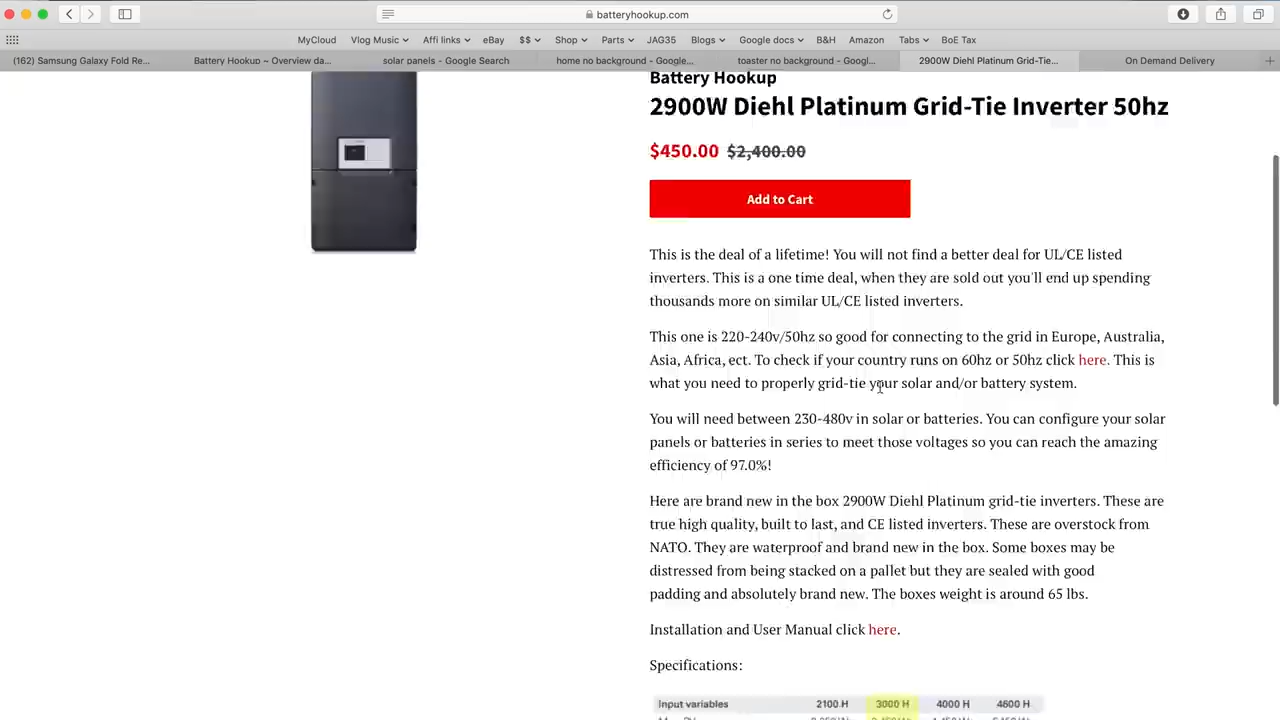 batteryhookup.com
MyCloud Vlog Music Affi links eBay $$ Shop Parts JAG35 Blogs Google docs B&H Amazon Tabs BoE Tax
(162) Samsung Galaxy Fold Re... Battery Hookup ~ Overview da... solar panels - Google Search home no background - Google... toaster no background - Googl... 2900W Diehl Platinum Grid-Tie... On Demand Delivery
Battery Hookup
2900W Diehl Platinum Grid-Tie Inverter 50hz
$450.00 $2,400.00
Add to Cart
This is the deal of a lifetime! You will not find a better deal for UL/CE listed
inverters. This is a one time deal, when they are sold out you'll end up spending
thousands more on similar UL/CE listed inverters.
This one is 220-240v/50hz so good for connecting to the grid in Europe, Australia,
Asia, Africa, ect. To check if your country runs on 60hz or 50hz click here. This is
what you need to properly grid-tie your solar and/or battery system.
You will need between 230-480v in solar or batteries. You can configure your solar
panels or batteries in series to meet those voltages so you can reach the amazing
efficiency of 97.0%!
Here are brand new in the box 2900W Diehl Platinum grid-tie inverters. These are
true high quality, built to last, and CE listed inverters. These are overstock from
NATO. They are waterproof and brand new in the box. Some boxes may be
distressed from being stacked on a pallet but they are sealed with good
padding and absolutely brand new. The boxes weight is around 65 lbs.
Installation and User Manual click here.
Specifications:
Input variables 2100 H 3000 H 4000 H 4600 H